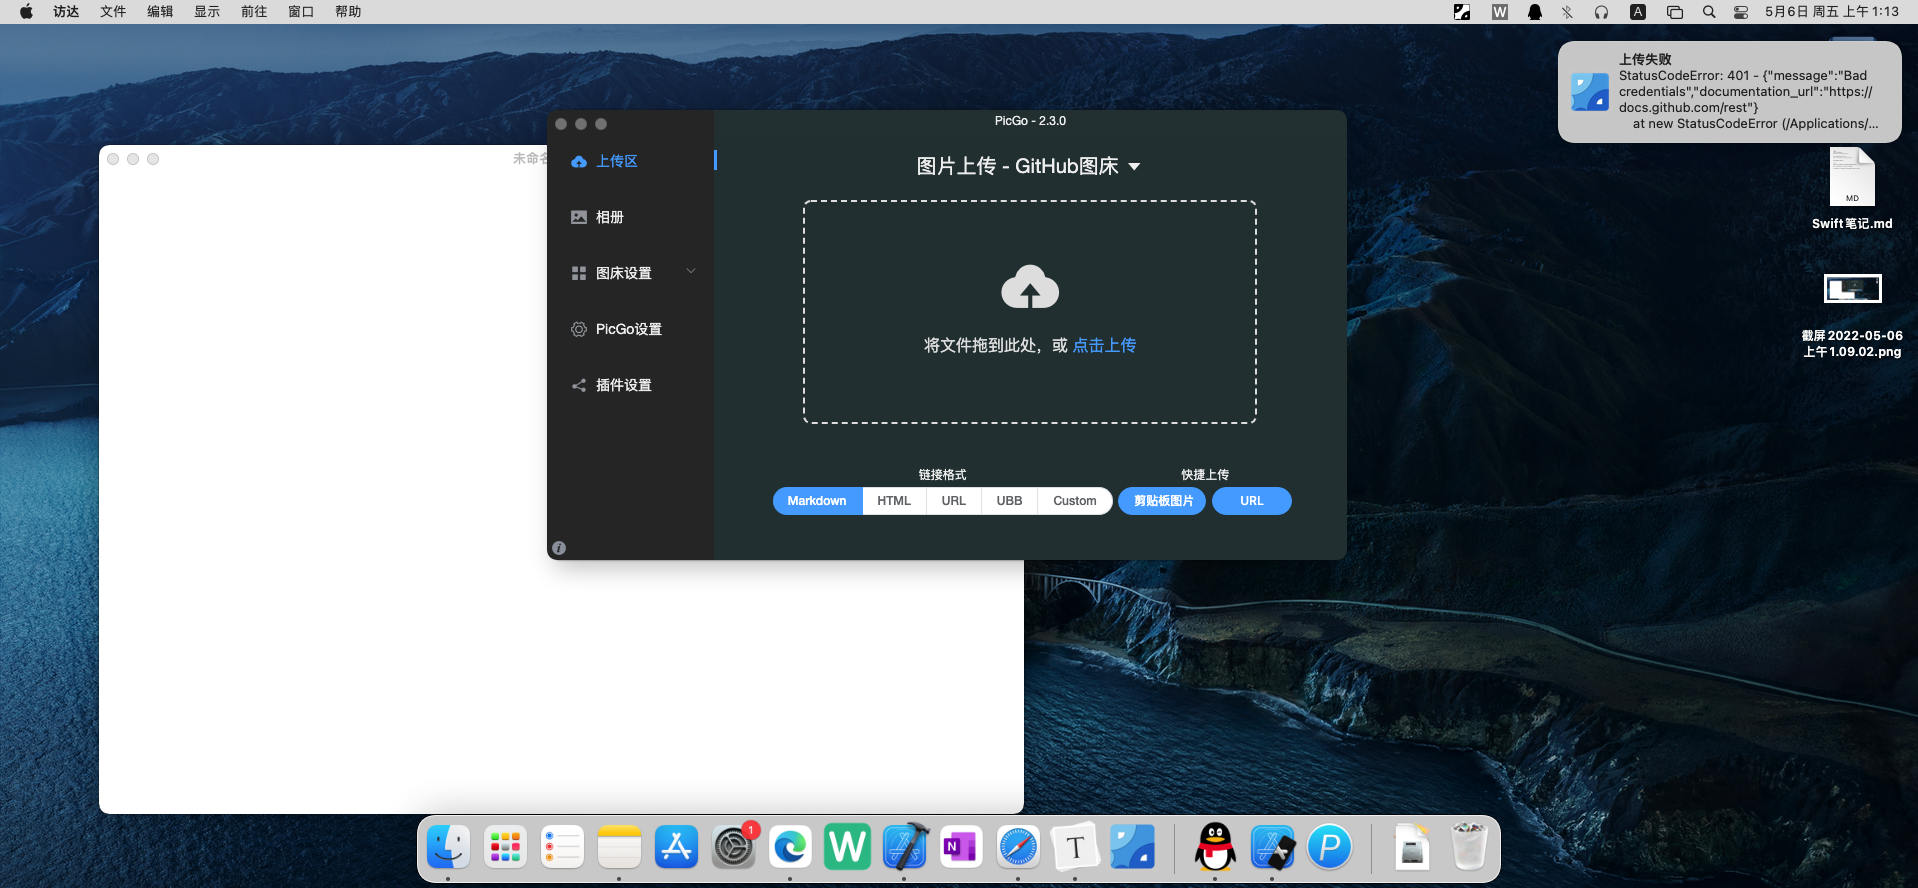 访达 文件 编辑 显示 前往 窗口 帮助
W A 5月6日 周五 上午1:13
上传失败
StatusCodeError: 401 - {"message":"Bad
credentials","documentation_url":"https://
docs.github.com/rest"}
at new StatusCodeError (/Applications/...
PicGo - 2.3.0
未命名
上传区
相册
图床设置
PicGo设置
插件设置
图片上传 - GitHub图床
将文件拖到此处，或 点击上传
链接格式
快捷上传
Markdown HTML URL UBB Custom
剪贴板图片 URL
MD
Swift笔记.md
截屏2022-05-06
上午1.09.02.png
1
W
N
T
P